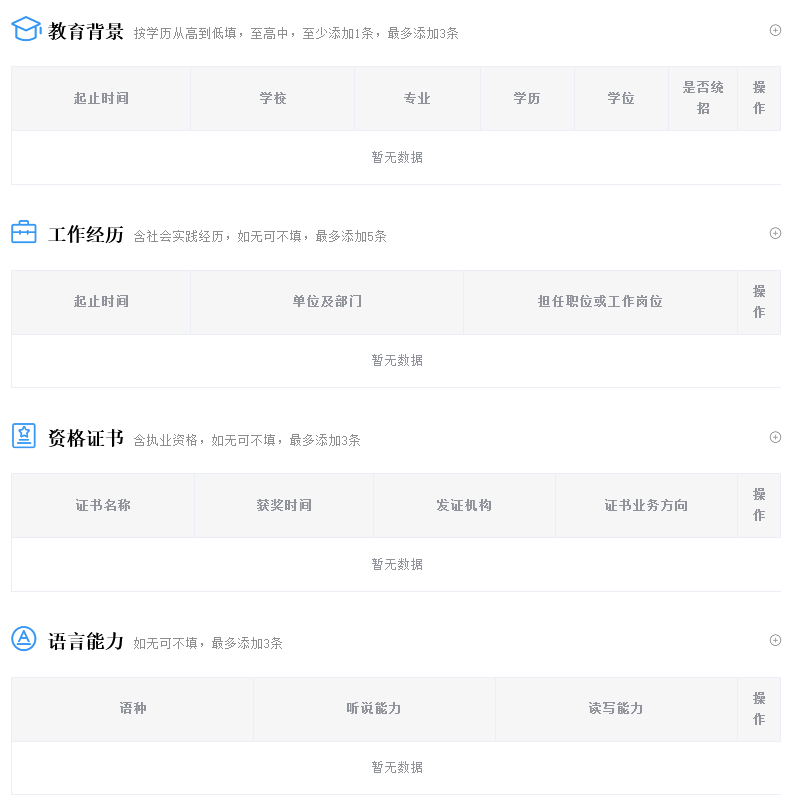 教育背景 按学历从高到低填，至高中，至少添加1条，最多添加3条
起止时间 学校 专业 学历 学位 是否统招 操作
暂无数据
工作经历 含社会实践经历，如无可不填，最多添加5条
起止时间 单位及部门 担任职位或工作岗位 操作
暂无数据
资格证书 含执业资格，如无可不填，最多添加3条
证书名称 获奖时间 发证机构 证书业务方向 操作
暂无数据
语言能力 如无可不填，最多添加3条
语种 听说能力 读写能力 操作
暂无数据